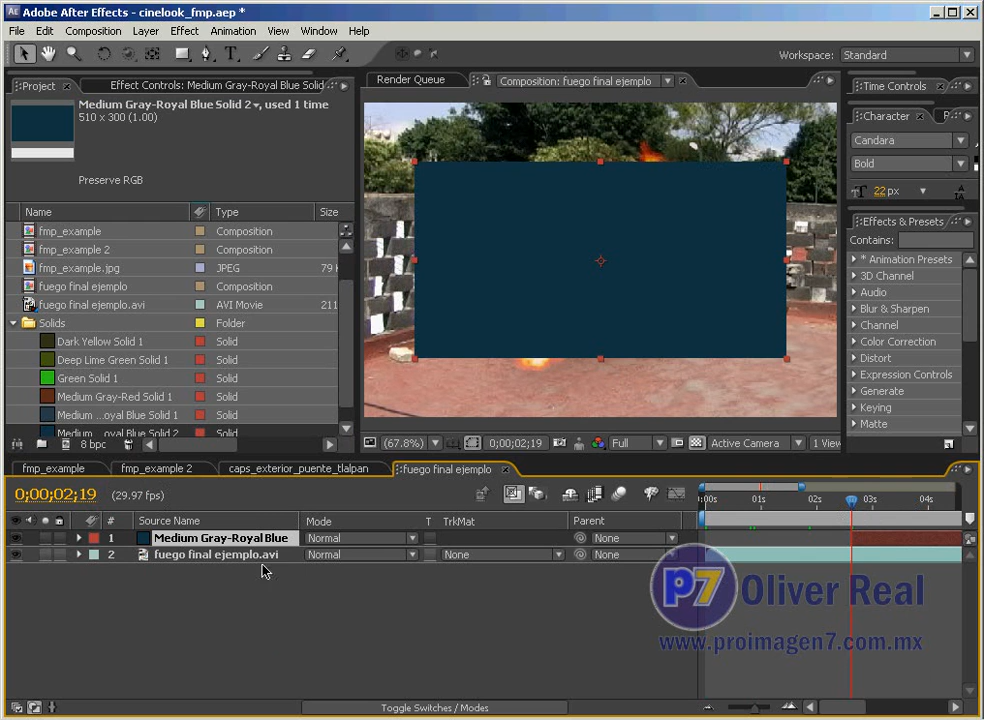 Adobe After Effects - cinelook_fmp.aep *
File Edit Composition Layer Effect Animation View Window Help
Workspace: Standard
Project Effect Controls: Medium Gray-Royal Blue Solid
Render Queue Composition: fuego final ejemplo
Time Controls
Medium Gray-Royal Blue Solid 2, used 1 time
510 x 300 (1.00)
Preserve RGB
Character
Candara
Bold
22 px
Effects & Presets
Contains:
* Animation Presets
3D Channel
Audio
Blur & Sharpen
Channel
Color Correction
Distort
Expression Controls
Generate
Keying
Matte
Name Type Size
fmp_example Composition
fmp_example 2 Composition
fmp_example.jpg JPEG 79
fuego final ejemplo Composition
fuego final ejemplo.avi AVI Movie 211
Solids Folder
Dark Yellow Solid 1 Solid
Deep Lime Green Solid 1 Solid
Green Solid 1 Solid
Medium Gray-Red Solid 1 Solid
Medium ...oyal Blue Solid 1 Solid
Medium ...oyal Blue Solid 2 Solid
8 bpc
(67.8%) 0;00;02;19 Full Active Camera 1 View
fmp_example fmp_example 2 caps_exterior_puente_tlalpan fuego final ejemplo
0;00;02;19 (29.97 fps)
:00s 01s 02s 03s 04s
# Source Name Mode T TrkMat Parent
1 Medium Gray-Royal Blue Normal None
2 fuego final ejemplo.avi Normal None None
p7 Oliver Real
www.proimagen7.com.mx
Toggle Switches / Modes